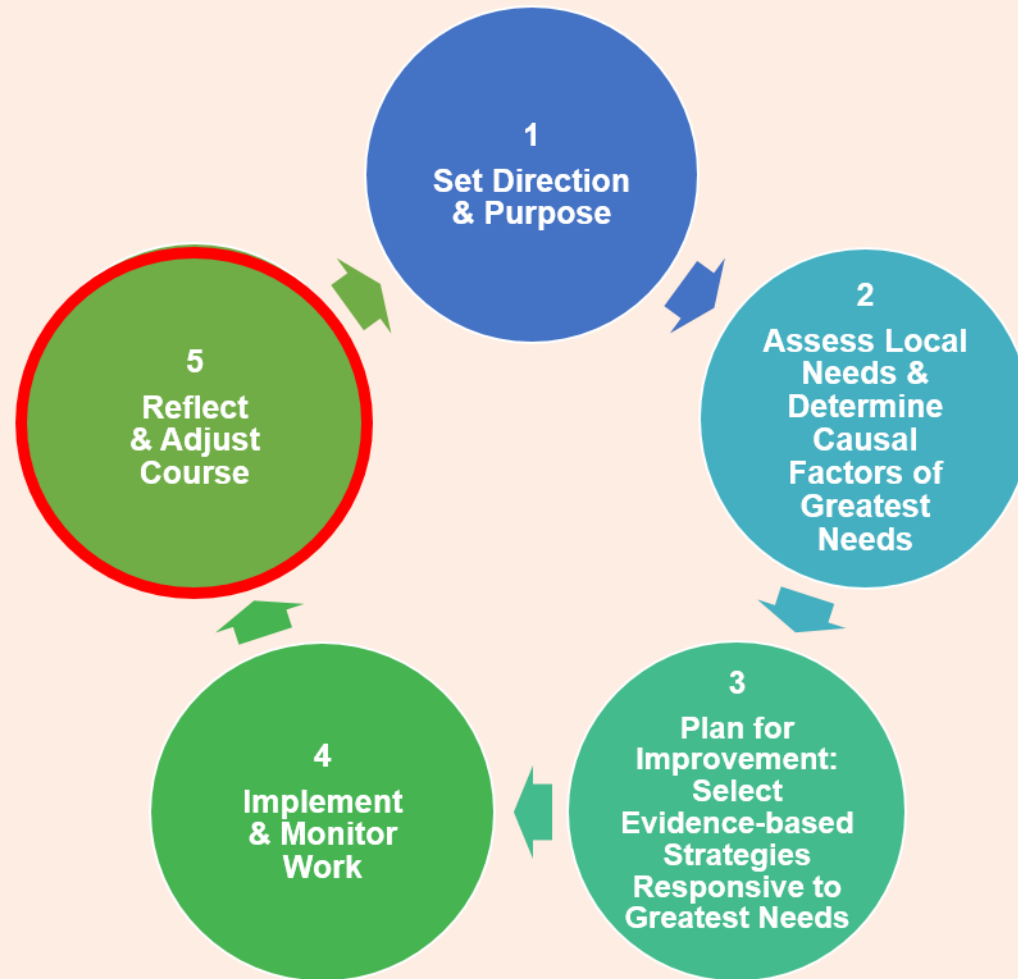 1
Set Direction
& Purpose
2
Assess Local
Needs &
Determine
Causal
Factors of
Greatest
Needs
3
Plan for
Improvement:
Select
Evidence-based
Strategies
Responsive to
Greatest Needs
4
Implement
& Monitor
Work
5
Reflect
& Adjust
Course